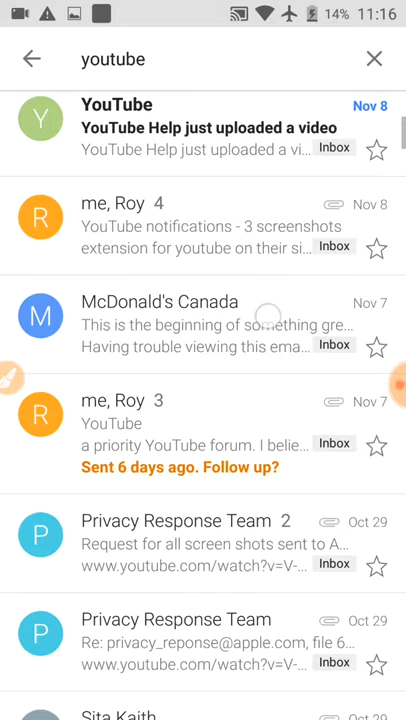 14% 11:16
youtube
Y YouTube Nov 8
YouTube Help just uploaded a video
YouTube Help just uploaded a vi... Inbox
R me, Roy 4 Nov 8
YouTube notifications - 3 screenshots
extension for youtube on their si... Inbox
M McDonald's Canada Nov 7
This is the beginning of something gre...
Having trouble viewing this ema... Inbox
R me, Roy 3 Nov 7
YouTube
a priority YouTube forum. I belie... Inbox
Sent 6 days ago. Follow up?
P Privacy Response Team 2 Oct 29
Request for all screen shots sent to A...
www.youtube.com/watch?v=V-... Inbox
P Privacy Response Team Oct 29
Re: privacy_reponse@apple.com, file 6...
www.youtube.com/watch?v=V-... Inbox
Sita Kaith Oct 29